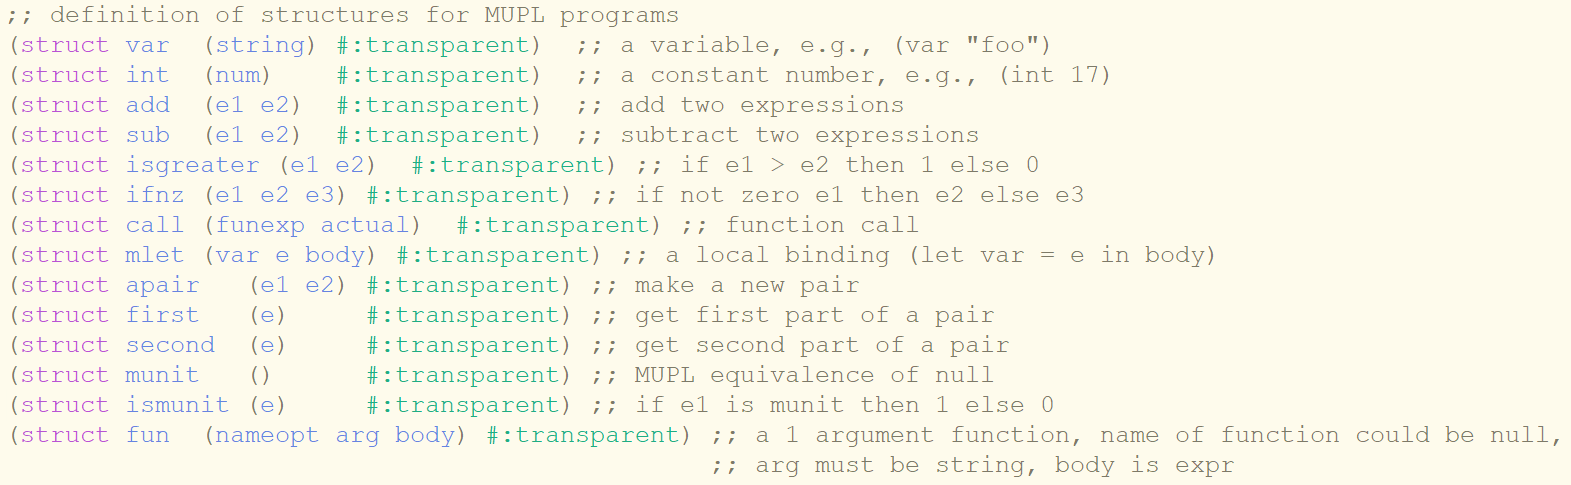 ;; definition of structures for MUPL programs
(struct var  (string) #:transparent)  ;; a variable, e.g., (var "foo")
(struct int  (num)    #:transparent)  ;; a constant number, e.g., (int 17)
(struct add  (e1 e2)  #:transparent)  ;; add two expressions
(struct sub  (e1 e2)  #:transparent)  ;; subtract two expressions
(struct isgreater (e1 e2)  #:transparent) ;; if e1 > e2 then 1 else 0
(struct ifnz (e1 e2 e3) #:transparent) ;; if not zero e1 then e2 else e3
(struct call (funexp actual)  #:transparent) ;; function call
(struct mlet (var e body) #:transparent) ;; a local binding (let var = e in body)
(struct apair   (e1 e2) #:transparent) ;; make a new pair
(struct first   (e)     #:transparent) ;; get first part of a pair
(struct second  (e)     #:transparent) ;; get second part of a pair
(struct munit   ()      #:transparent) ;; MUPL equivalence of null
(struct ismunit (e)     #:transparent) ;; if e1 is munit then 1 else 0
(struct fun  (nameopt arg body) #:transparent) ;; a 1 argument function, name of function could be null,
                                               ;; arg must be string, body is expr